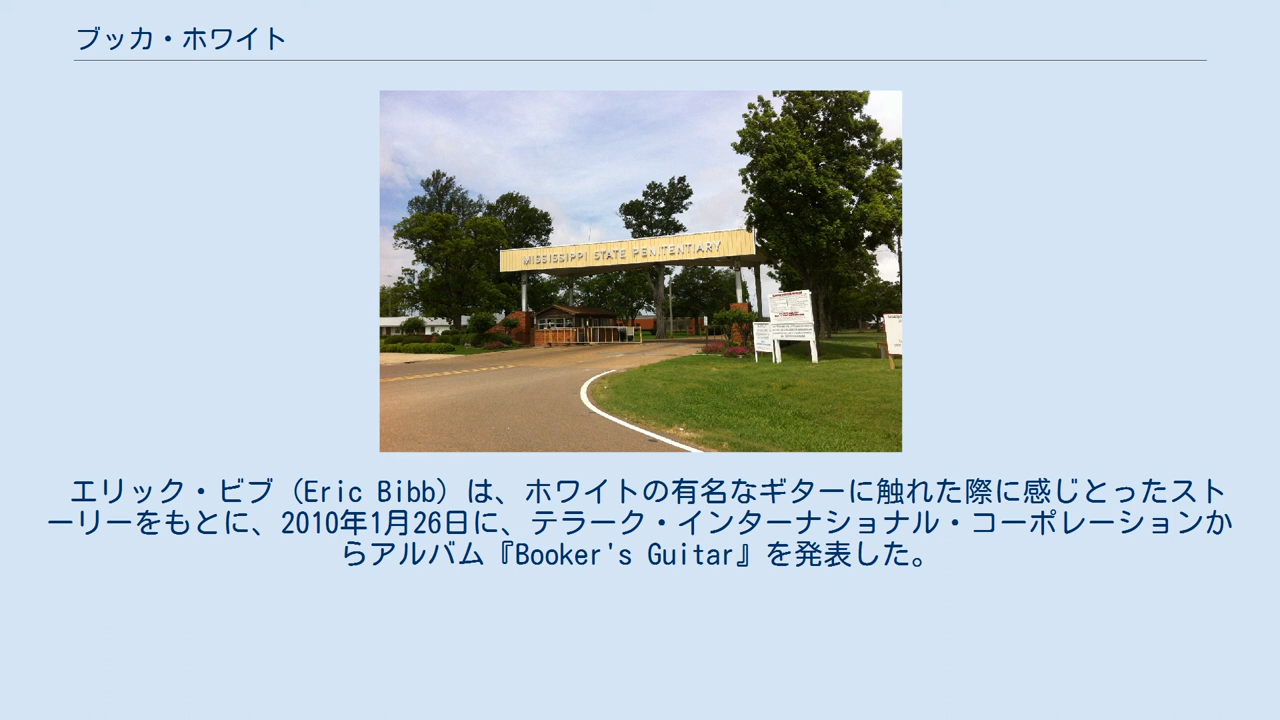 ブッカ・ホワイト
MISSISSIPPI STATE PENITENTIARY
エリック・ビブ（Eric Bibb）は、ホワイトの有名なギターに触れた際に感じとったスト
ーリーをもとに、2010年1月26日に、テラーク・インターナショナル・コーポレーションか
らアルバム『Booker's Guitar』を発表した。